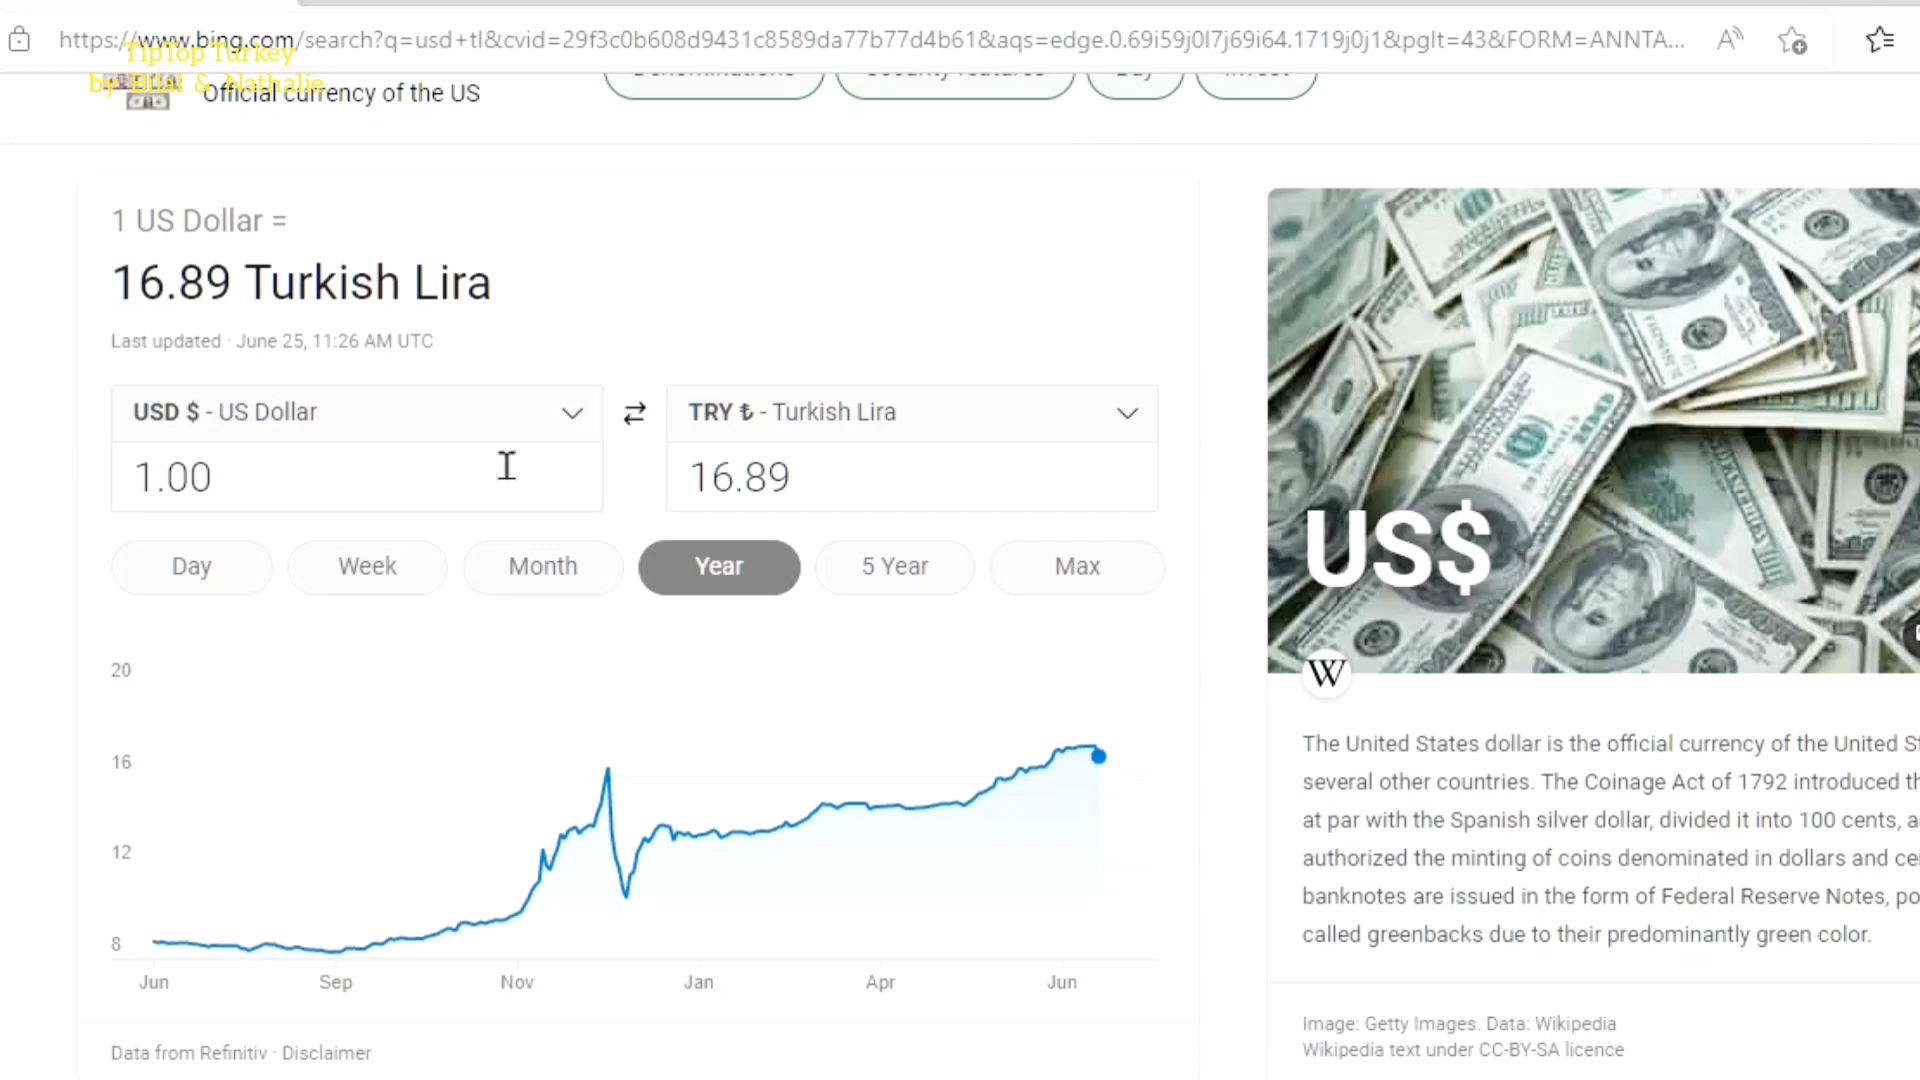 https://www.bing.com/search?q=usd+tl&cvid=29f3c0b608d9431c8589da77b77d4b61&aqs=edge.0.69i59j0l7j69i64.1719j0j1&pglt=43&FORM=ANNTA...
TipTop Turkey
by Bilal & Nathalie
Official currency of the US
Denominations
Security features
Buy
Invest
1 US Dollar =
16.89 Turkish Lira
Last updated · June 25, 11:26 AM UTC
USD $ - US Dollar
TRY ₺ - Turkish Lira
1.00
16.89
Day
Week
Month
Year
5 Year
Max
20
16
12
8
Jun
Sep
Nov
Jan
Apr
Jun
Data from Refinitiv · Disclaimer
US$
W
The United States dollar is the official currency of the United
several other countries. The Coinage Act of 1792 introduced
at par with the Spanish silver dollar, divided it into 100 cents,
authorized the minting of coins denominated in dollars and
banknotes are issued in the form of Federal Reserve Notes,
called greenbacks due to their predominantly green color.
Image: Getty Images. Data: Wikipedia
Wikipedia text under CC-BY-SA licence